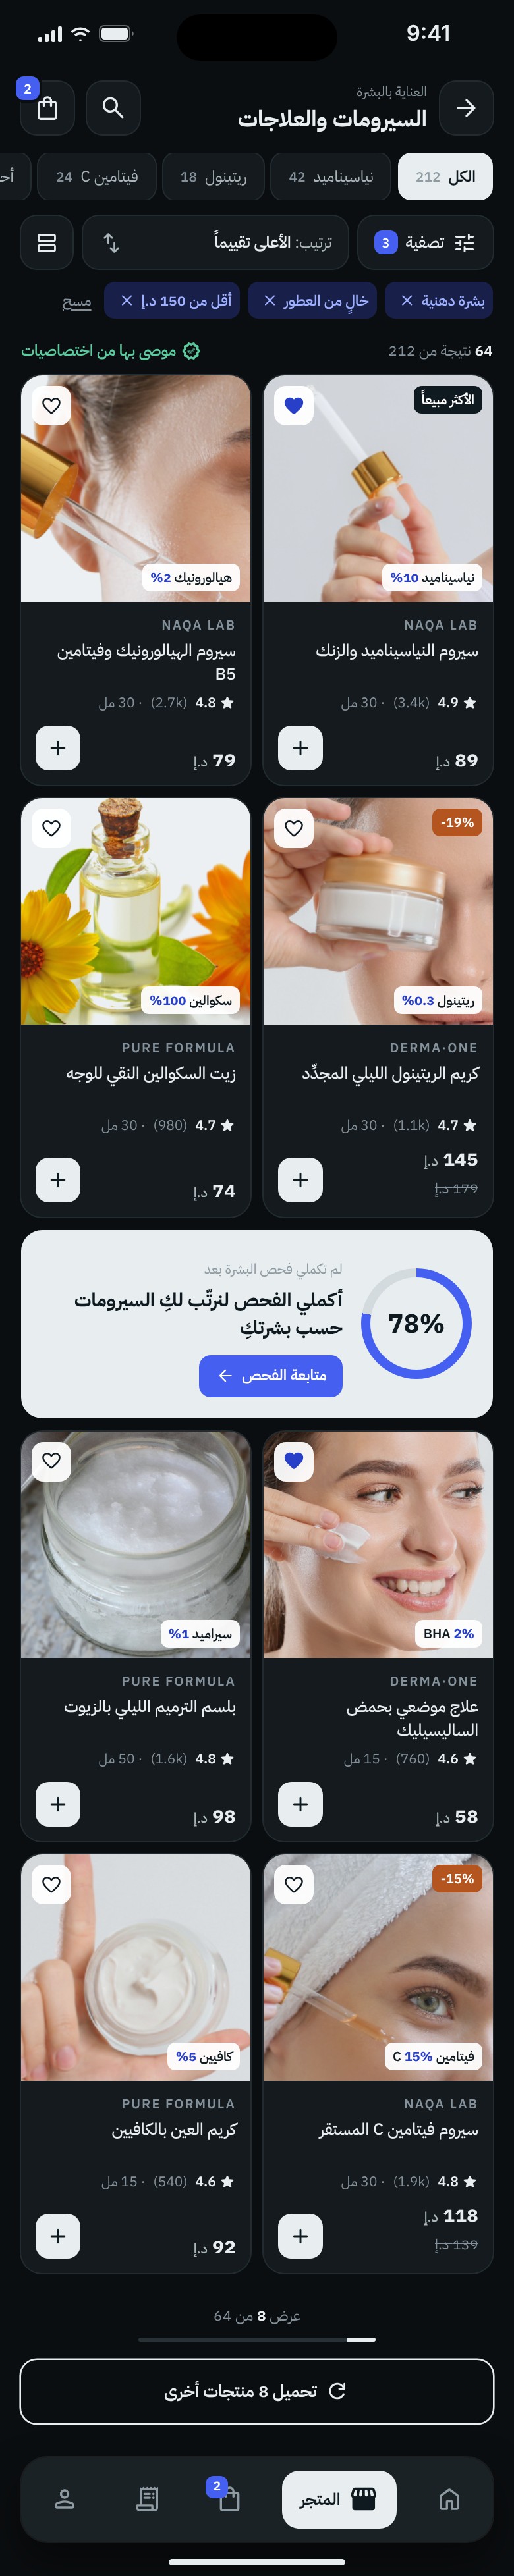 9:41
العناية بالبشرة
السيرومات والعلاجات
2
الكل 212
نياسيناميد 42
ريتينول 18
فيتامين C 24
أح
تصفية 3
ترتيب: الأعلى تقييماً
بشرة دهنية
خالٍ من العطور
أقل من 150 د.إ
مسح
64 نتيجة من 212
موصى بها من اختصاصيات
الأكثر مبيعاً
نياسيناميد 10%
NAQA LAB
سيروم النياسيناميد والزنك
4.9 (3.4k) · 30 مل
89 د.إ
هيالورونيك 2%
NAQA LAB
سيروم الهيالورونيك وفيتامين
B5
4.8 (2.7k) · 30 مل
79 د.إ
-19%
ريتينول 0.3%
DERMA·ONE
كريم الريتينول الليلي المجدِّد
4.7 (1.1k) · 30 مل
145 د.إ
179 د.إ
سكوالين 100%
PURE FORMULA
زيت السكوالين النقي للوجه
4.7 (980) · 30 مل
74 د.إ
78%
لم تكملي فحص البشرة بعد
أكملي الفحص لنرتّب لكِ السيرومات
حسب بشرتكِ
متابعة الفحص
BHA 2%
DERMA·ONE
علاج موضعي بحمض
الساليسيليك
4.6 (760) · 15 مل
58 د.إ
سيراميد 1%
PURE FORMULA
بلسم الترميم الليلي بالزيوت
4.8 (1.6k) · 50 مل
98 د.إ
-15%
فيتامين C 15%
NAQA LAB
سيروم فيتامين C المستقر
4.8 (1.9k) · 30 مل
118 د.إ
139 د.إ
كافيين 5%
PURE FORMULA
كريم العين بالكافيين
4.6 (540) · 15 مل
92 د.إ
عرض 8 من 64
تحميل 8 منتجات أخرى
المتجر
2